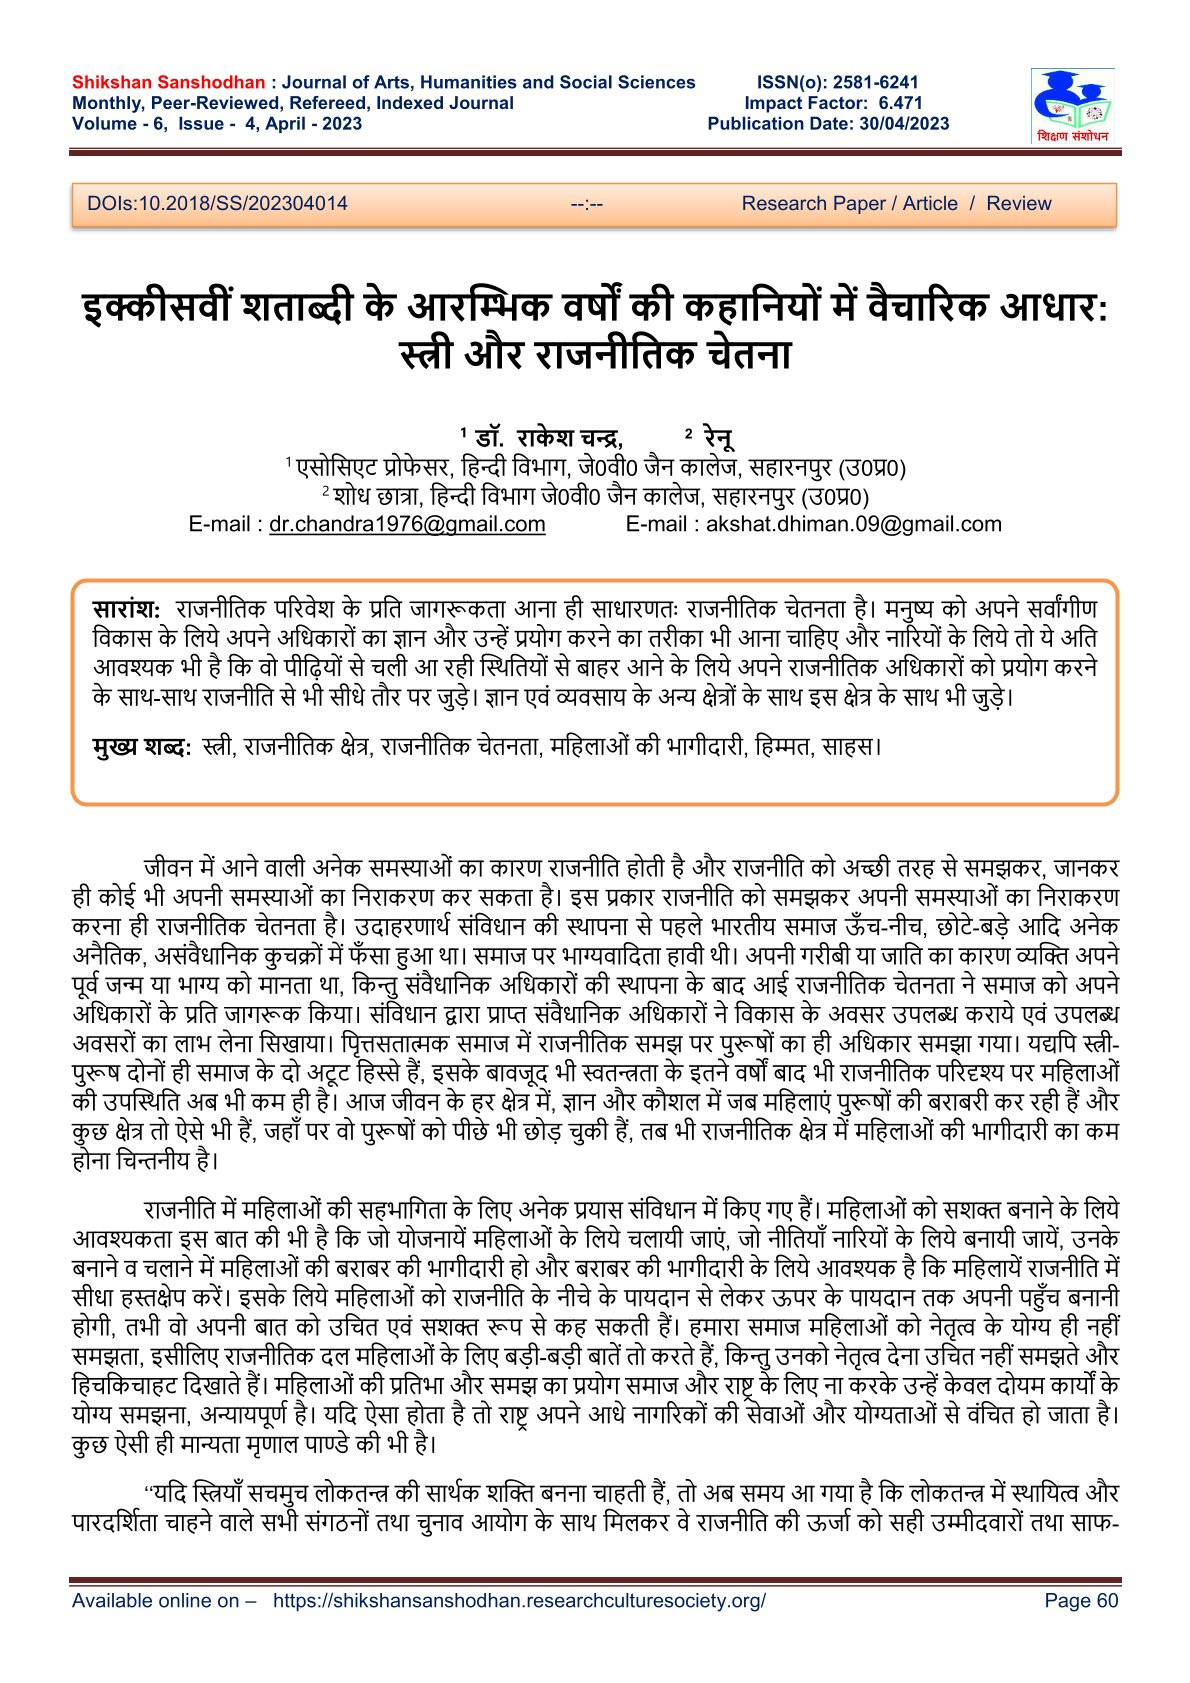 Shikshan Sanshodhan : Journal of Arts, Humanities and Social Sciences ISSN(o): 2581-6241
Monthly, Peer-Reviewed, Refereed, Indexed Journal Impact Factor: 6.471
Volume - 6, Issue - 4, April - 2023 Publication Date: 30/04/2023
शिक्षण संशोधन
DOIs:10.2018/SS/202304014 --:-- Research Paper / Article / Review
इक्कीसवीं शताब्दी के आरम्भिक वर्षों की कहानियों में वैचारिक आधार:
स्त्री और राजनीतिक चेतना
¹ डॉ. राकेश चन्द्र, ² रेनू
¹ एसोसिएट प्रोफेसर, हिन्दी विभाग, जे0वी0 जैन कालेज, सहारनपुर (उ0प्र0)
² शोध छात्रा, हिन्दी विभाग जे0वी0 जैन कालेज, सहारनपुर (उ0प्र0)
E-mail : dr.chandra1976@gmail.com E-mail : akshat.dhiman.09@gmail.com
सारांश: राजनीतिक परिवेश के प्रति जागरूकता आना ही साधारणतः राजनीतिक चेतनता है। मनुष्य को अपने सर्वांगीण
विकास के लिये अपने अधिकारों का ज्ञान और उन्हें प्रयोग करने का तरीका भी आना चाहिए और नारियों के लिये तो ये अति
आवश्यक भी है कि वो पीढ़ियों से चली आ रही स्थितियों से बाहर आने के लिये अपने राजनीतिक अधिकारों को प्रयोग करने
के साथ-साथ राजनीति से भी सीधे तौर पर जुड़े। ज्ञान एवं व्यवसाय के अन्य क्षेत्रों के साथ इस क्षेत्र के साथ भी जुड़े।
मुख्य शब्द: स्त्री, राजनीतिक क्षेत्र, राजनीतिक चेतनता, महिलाओं की भागीदारी, हिम्मत, साहस।
जीवन में आने वाली अनेक समस्याओं का कारण राजनीति होती है और राजनीति को अच्छी तरह से समझकर, जानकर
ही कोई भी अपनी समस्याओं का निराकरण कर सकता है। इस प्रकार राजनीति को समझकर अपनी समस्याओं का निराकरण
करना ही राजनीतिक चेतनता है। उदाहरणार्थ संविधान की स्थापना से पहले भारतीय समाज ऊँच-नीच, छोटे-बड़े आदि अनेक
अनैतिक, असंवैधानिक कुचक्रों में फँसा हुआ था। समाज पर भाग्यवादिता हावी थी। अपनी गरीबी या जाति का कारण व्यक्ति अपने
पूर्व जन्म या भाग्य को मानता था, किन्तु संवैधानिक अधिकारों की स्थापना के बाद आई राजनीतिक चेतनता ने समाज को अपने
अधिकारों के प्रति जागरूक किया। संविधान द्वारा प्राप्त संवैधानिक अधिकारों ने विकास के अवसर उपलब्ध कराये एवं उपलब्ध
अवसरों का लाभ लेना सिखाया। पितृत्तसतात्मक समाज में राजनीतिक समझ पर पुरूषों का ही अधिकार समझा गया। यद्यपि स्त्री-
पुरूष दोनों ही समाज के दो अटूट हिस्से हैं, इसके बावजूद भी स्वतन्त्रता के इतने वर्षों बाद भी राजनीतिक परिदृश्य पर महिलाओं
की उपस्थिति अब भी कम ही है। आज जीवन के हर क्षेत्र में, ज्ञान और कौशल में जब महिलाएं पुरूषों की बराबरी कर रही हैं और
कुछ क्षेत्र तो ऐसे भी हैं, जहाँ पर वो पुरूषों को पीछे भी छोड़ चुकी हैं, तब भी राजनीतिक क्षेत्र में महिलाओं की भागीदारी का कम
होना चिन्तनीय है।
राजनीति में महिलाओं की सहभागिता के लिए अनेक प्रयास संविधान में किए गए हैं। महिलाओं को सशक्त बनाने के लिये
आवश्यकता इस बात की भी है कि जो योजनायें महिलाओं के लिये चलायी जाएं, जो नीतियाँ नारियों के लिये बनायी जायें, उनके
बनाने व चलाने में महिलाओं की बराबर की भागीदारी हो और बराबर की भागीदारी के लिये आवश्यक है कि महिलायें राजनीति में
सीधा हस्तक्षेप करें। इसके लिये महिलाओं को राजनीति के नीचे के पायदान से लेकर ऊपर के पायदान तक अपनी पहुँच बनानी
होगी, तभी वो अपनी बात को उचित एवं सशक्त रूप से कह सकती हैं। हमारा समाज महिलाओं को नेतृत्व के योग्य ही नहीं
समझता, इसीलिए राजनीतिक दल महिलाओं के लिए बड़ी-बड़ी बातें तो करते हैं, किन्तु उनको नेतृत्व देना उचित नहीं समझते और
हिचकिचाहट दिखाते हैं। महिलाओं की प्रतिभा और समझ का प्रयोग समाज और राष्ट्र के लिए ना करके उन्हें केवल दोयम कार्यों के
योग्य समझना, अन्यायपूर्ण है। यदि ऐसा होता है तो राष्ट्र अपने आधे नागरिकों की सेवाओं और योग्यताओं से वंचित हो जाता है।
कुछ ऐसी ही मान्यता मृणाल पाण्डे की भी है।
“यदि स्त्रियाँ सचमुच लोकतन्त्र की सार्थक शक्ति बनना चाहती हैं, तो अब समय आ गया है कि लोकतन्त्र में स्थायित्व और
पारदर्शिता चाहने वाले सभी संगठनों तथा चुनाव आयोग के साथ मिलकर वे राजनीति की ऊर्जा को सही उम्मीदवारों तथा साफ-
Available online on – https://shikshansanshodhan.researchculturesociety.org/ Page 60